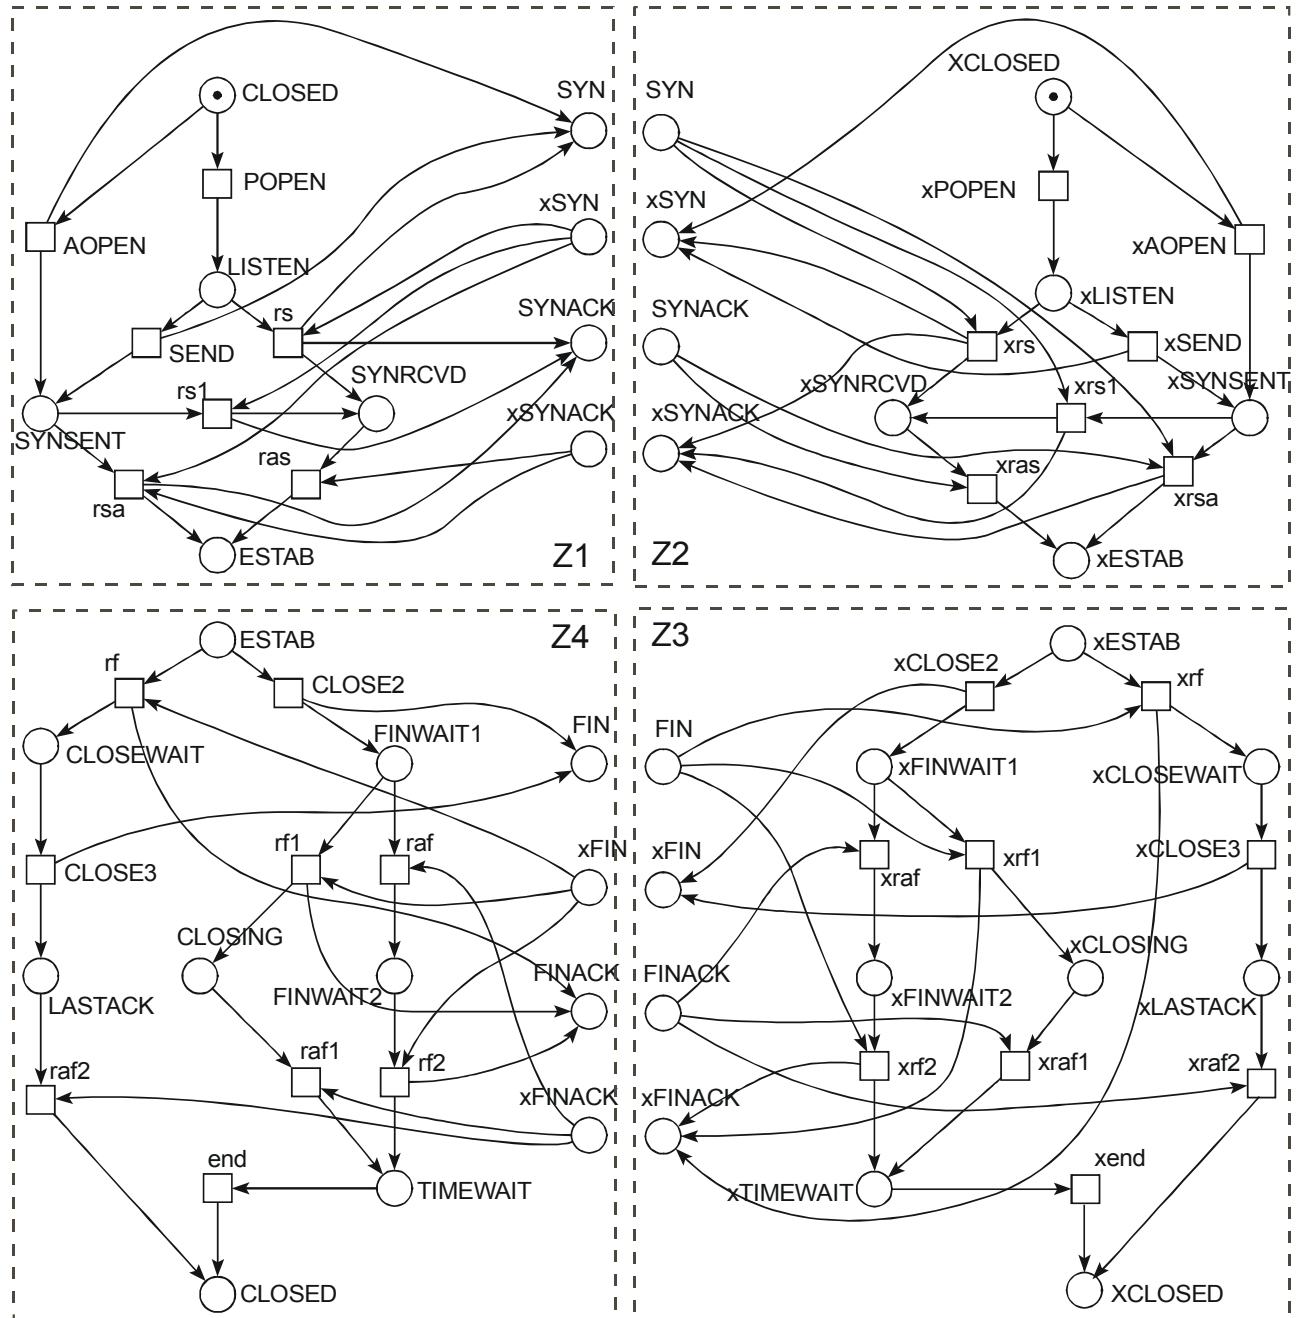 CLOSED
SYN
POPEN
xSYN
AOPEN
LISTEN
rs
SYNACK
SEND
SYNRCVD
rs1
xSYNACK
SYNSENT
ras
rsa
ESTAB
Z1
XCLOSED
SYN
xPOPEN
xSYN
xAOPEN
xLISTEN
SYNACK
xrs
xSEND
xSYNRCVD
xrs1
xSYNSENT
xSYNACK
xras
xrsa
Z2
xESTAB
ESTAB
Z4
rf
CLOSE2
FINWAIT1
FIN
CLOSEWAIT
rf1
raf
xFIN
CLOSE3
CLOSING
FINACK
LASTACK
FINWAIT2
raf1
rf2
raf2
xFINACK
end
TIMEWAIT
CLOSED
Z3
xESTAB
xCLOSE2
xrf
FIN
xFINWAIT1
xCLOSEWAIT
xFIN
xrf1
xCLOSE3
xraf
xCLOSING
FINACK
xFINWAIT2
xLASTACK
xrf2
xraf1
xraf2
xFINACK
xend
xTIMEWAIT
XCLOSED